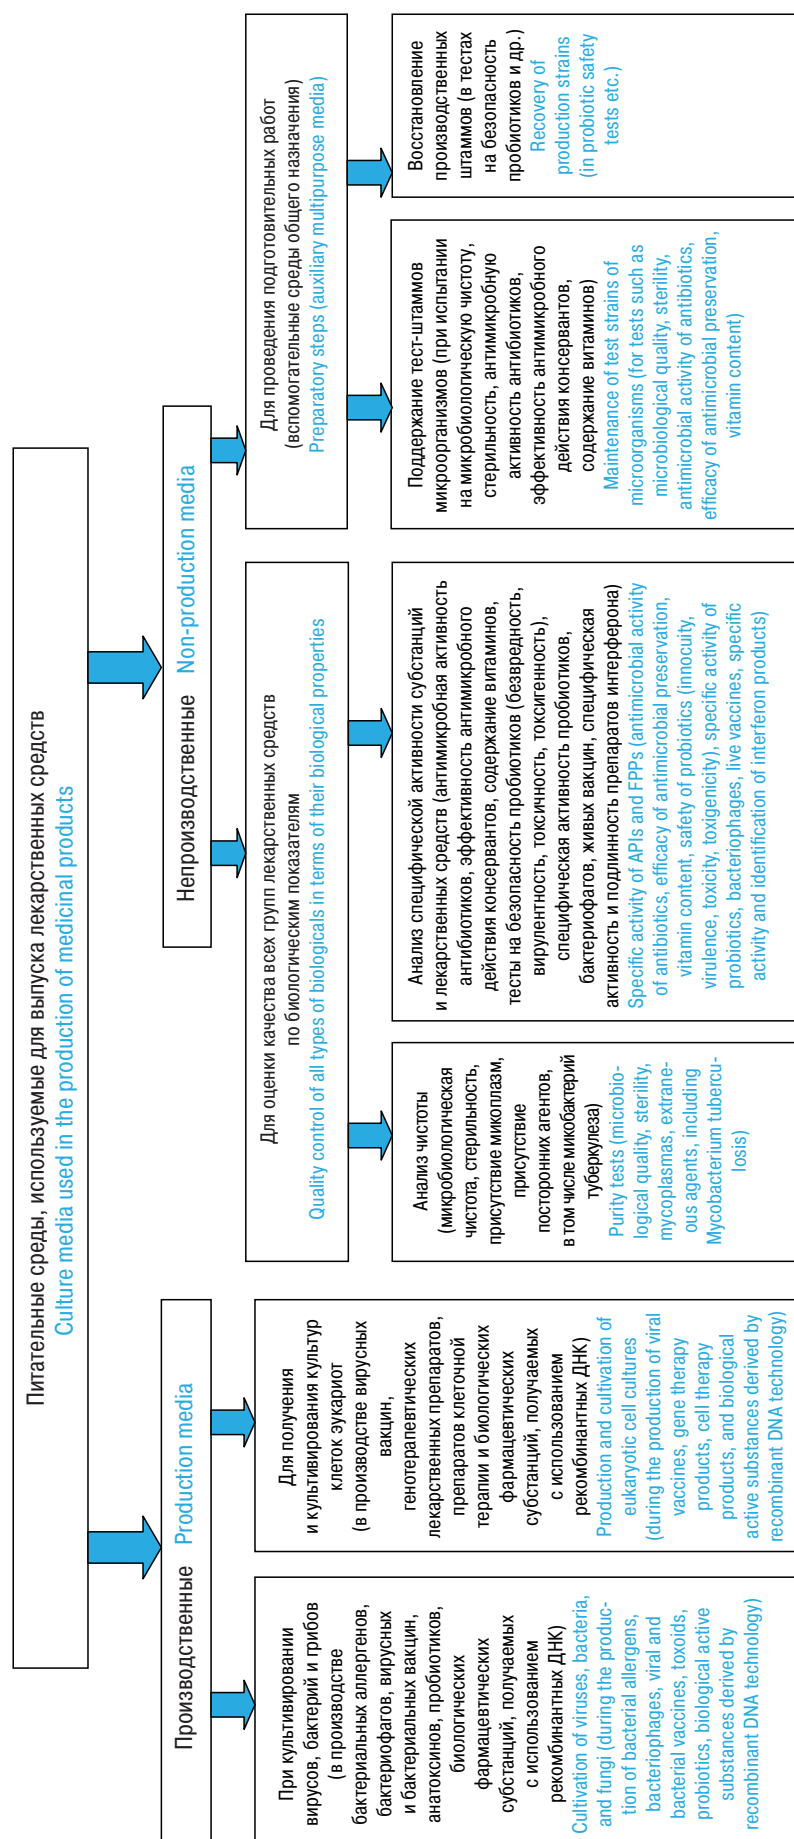 Питательные среды, используемые для выпуска лекарственных средств
Culture media used in the production of medicinal products
Производственные Production media
Непроизводственные Non-production media
При культивировании
вирусов, бактерий и грибов
(в производстве
бактериальных аллергенов,
бактериофагов, вирусных
и бактериальных вакцин,
анатоксинов, пробиотиков,
биологических
фармацевтических
субстанций, получаемых
с использованием
рекомбинантных ДНК)
Cultivation of viruses, bacteria,
and fungi (during the produc-
tion of bacterial allergens,
bacteriophages, viral and
bacterial vaccines, toxoids,
probiotics, biological active
substances derived by
recombinant DNA technology)
Для получения
и культивирования культур
клеток эукариот
(в производстве вирусных
вакцин,
генотерапевтических
лекарственных препаратов,
препаратов клеточной
терапии и биологических
фармацевтических
субстанций, получаемых
с использованием
рекомбинантных ДНК)
Production and cultivation of
eukaryotic cell cultures
(during the production of viral
vaccines, gene therapy
products, cell therapy
products, and biological
active substances derived by
recombinant DNA technology)
Для оценки качества всех групп лекарственных средств
по биологическим показателям
Quality control of all types of biologicals in terms of their biological properties
Для проведения подготовительных работ
(вспомогательные среды общего назначения)
Preparatory steps (auxiliary multipurpose media)
Анализ чистоты
(микробиологическая
чистота, стерильность,
присутствие микоплазм,
присутствие
посторонних агентов,
в том числе микобактерий
туберкулеза)
Purity tests (microbio-
logical quality, sterility,
mycoplasmas, extrane-
ous agents, including
Mycobacterium tubercu-
losis)
Анализ специфической активности субстанций
и лекарственных средств (антимикробная активность
антибиотиков, эффективность антимикробного
действия консервантов, содержание витаминов,
тесты на безопасность пробиотиков (безвредность,
вирулентность, токсичность, токсигенность),
специфическая активность пробиотиков,
бактериофагов, живых вакцин, специфическая
активность и подлинность препаратов интерферона)
Specific activity of APIs and FPPs (antimicrobial activity
of antibiotics, efficacy of antimicrobial preservation,
vitamin content, safety of probiotics (innocuity,
virulence, toxicity, toxigenicity), specific activity of
probiotics, bacteriophages, live vaccines, specific
activity and identification of interferon products)
Поддержание тест-штаммов
микроорганизмов (при испытании
на микробиологическую чистоту,
стерильность, антимикробную
активность антибиотиков,
эффективность антимикробного
действия консервантов,
содержание витаминов)
Maintenance of test strains of
microorganisms (for tests such as
microbiological quality, sterility,
antimicrobial activity of antibiotics,
efficacy of antimicrobial preservation,
vitamin content)
Восстановление
производственных
штаммов (в тестах
на безопасность
пробиотиков и др.)
Recovery of
production strains
(in probiotic safety
tests etc.)